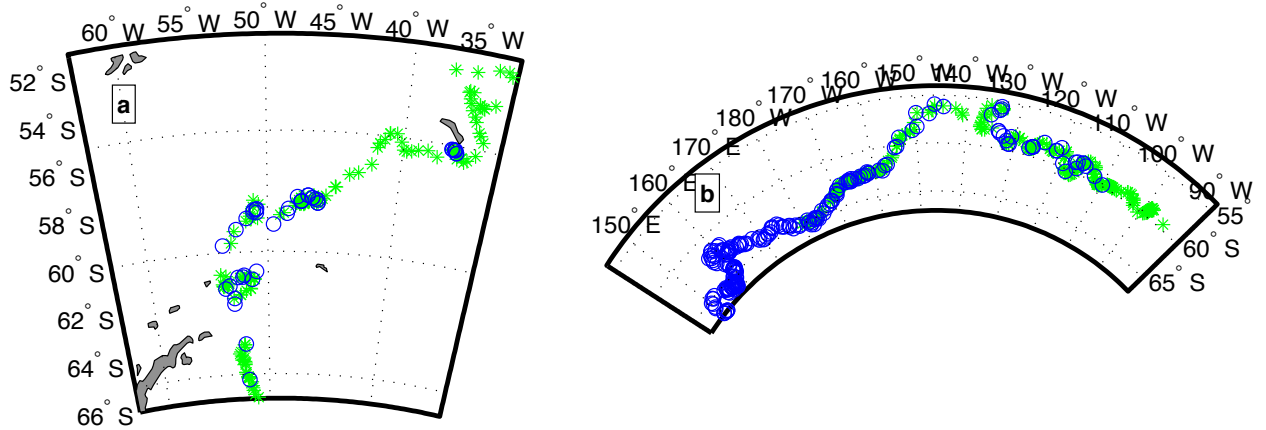 60° W 55° W 50° W 45° W 40° W 35° W
52° S
54° S
56° S
58° S
60° S
62° S
64° S
66° S
a
150° E
160° E
170° E
180° W
170° W
160° W
150° W
140° W
130° W
120° W
110° W
100° W
90° W
55°
60° S
65° S
b